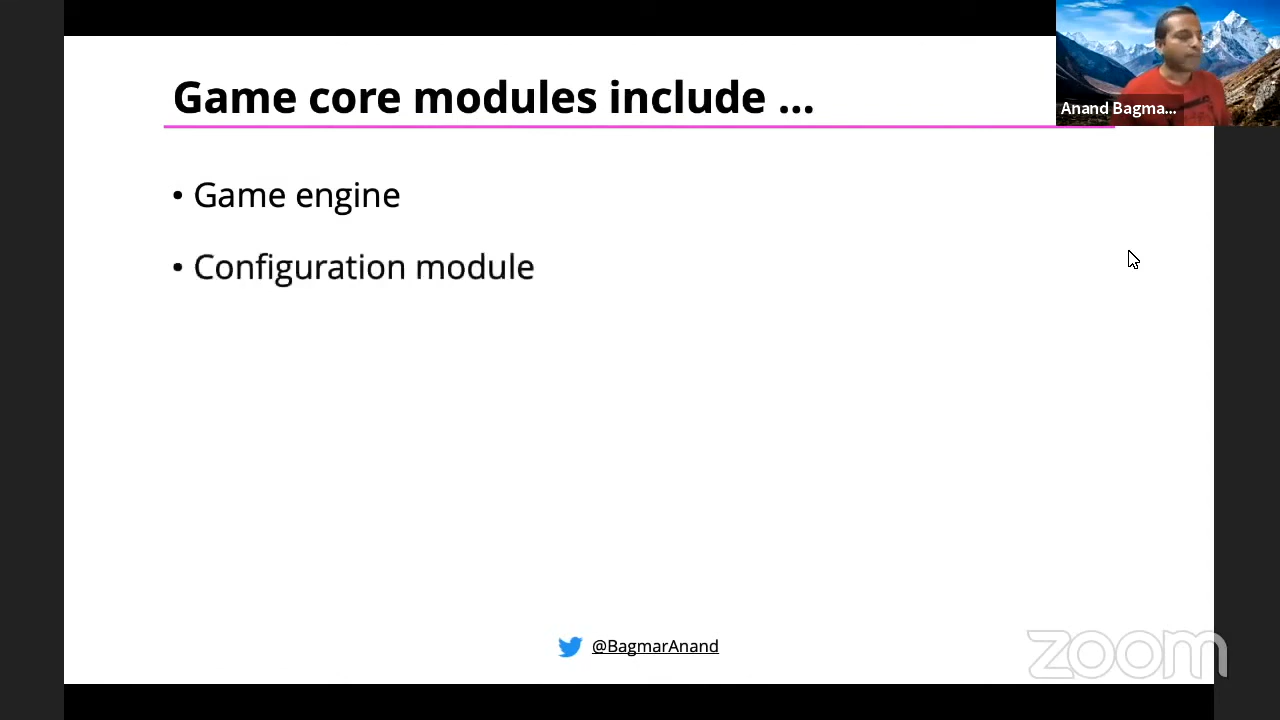 Game core modules include ...
Anand Bagma...
• Game engine
• Configuration module
@BagmarAnand
zoom